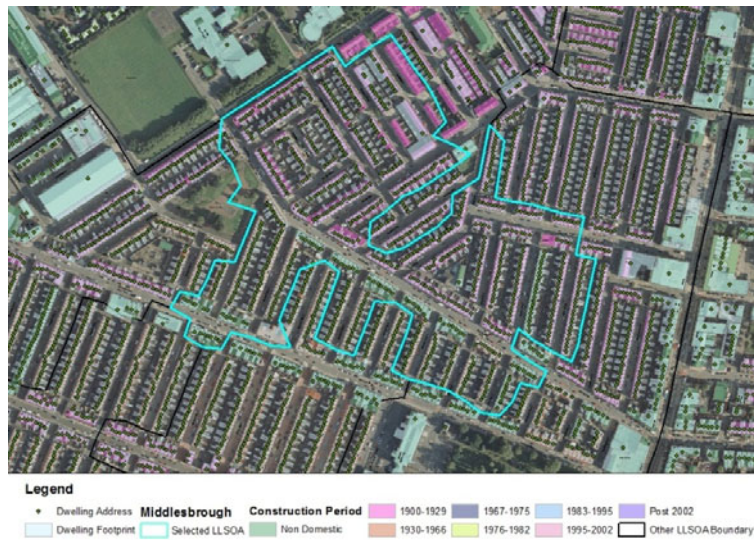 Legend
Dwelling Address Middlesbrough Construction Period 1900-1929 1967-1975 1983-1995 Post 2002
Dwelling Footprint Selected LLSOA Non Domestic 1930-1966 1976-1982 1995-2002 Other LLSOA Boundary